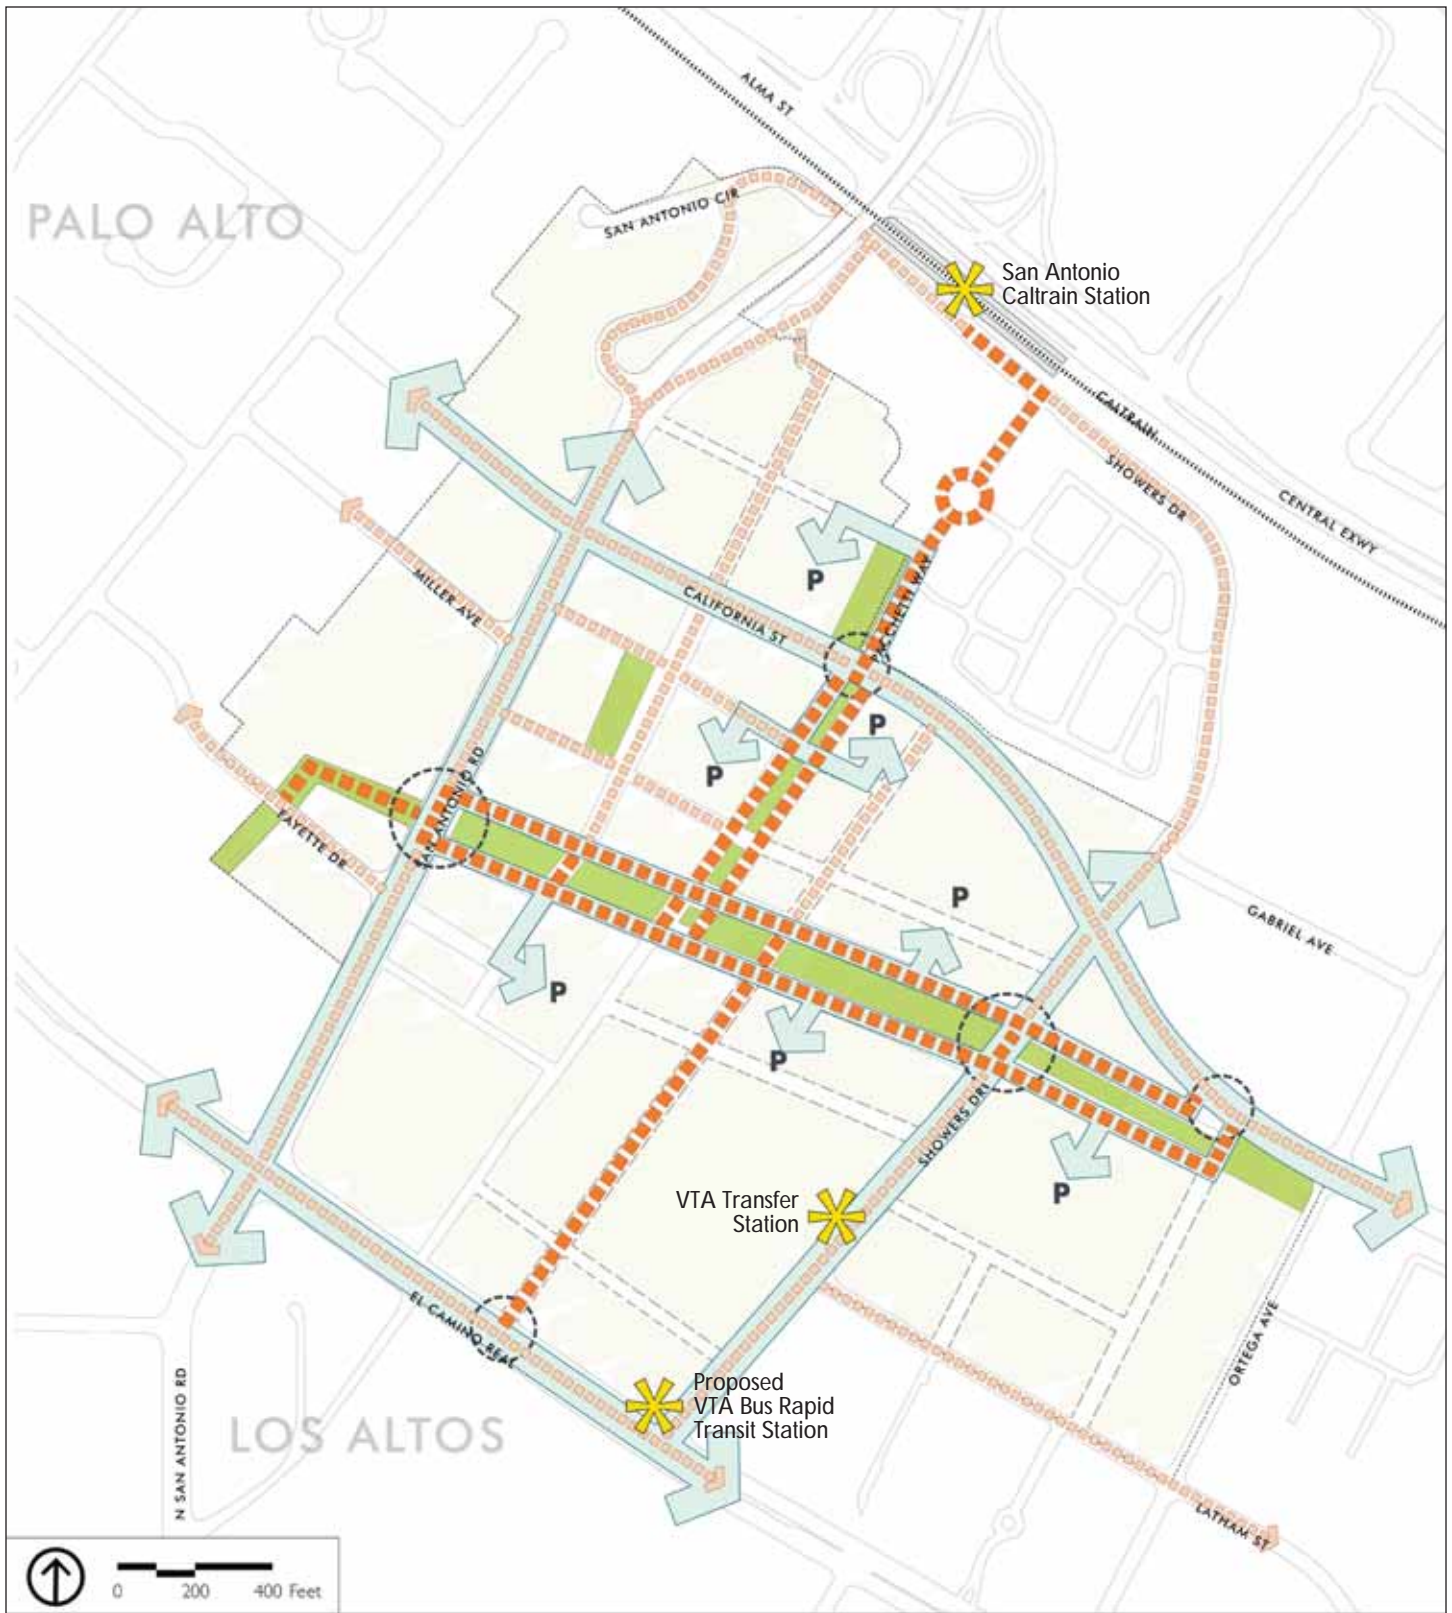 ALMA ST
PALO ALTO
SAN ANTONIO CIR
San Antonio
Caltrain Station
CALTRAIN
SHOWERS DR
CENTRAL EXWY
P
MILLER AVE
CALIFORNIA ST
PACCHETTI WAY
P
P
SAN ANTONIO RD
FAYETTE DR
P
GABRIEL AVE
P
P
SHOWERS DR
P
VTA Transfer
Station
EL CAMINO REAL
ORTEGA AVE
Proposed
VTA Bus Rapid
Transit Station
N SAN ANTONIO RD
LOS ALTOS
LATHAM ST
0 200 400 Feet